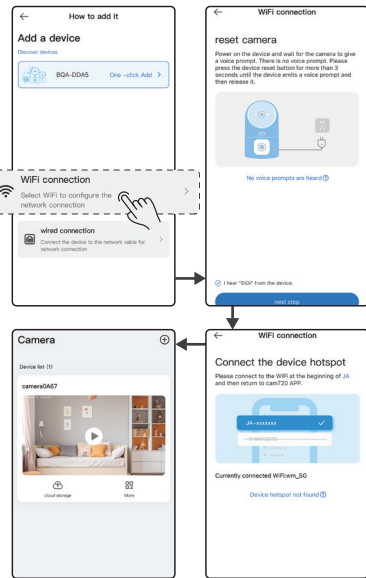 How to add it
Add a device
Discover devices
BQA-DDA5
One -click Add >
WiFi connection
Select WiFi to configure the
network connection
wired connection
Connect the device to the network cable for
network connection
WiFi connection
reset camera
Power on the device and wait for the camera to give
a voice prompt. There is no voice prompt. Please
press the device reset button for more than 3
seconds until the device emits a voice prompt and
then release it.
No voice prompts are heard?
I hear "DIDI" from the device.
next step
WiFi connection
Connect the device hotspot
Please connect to the WiFi at the beginning of JA
and then return to cam720 APP.
JA-xxxxxxx
Currently connected WiFi:wm_5G
Device hotspot not found?
Camera
Device list (1)
camera0A67
cloud storage
More